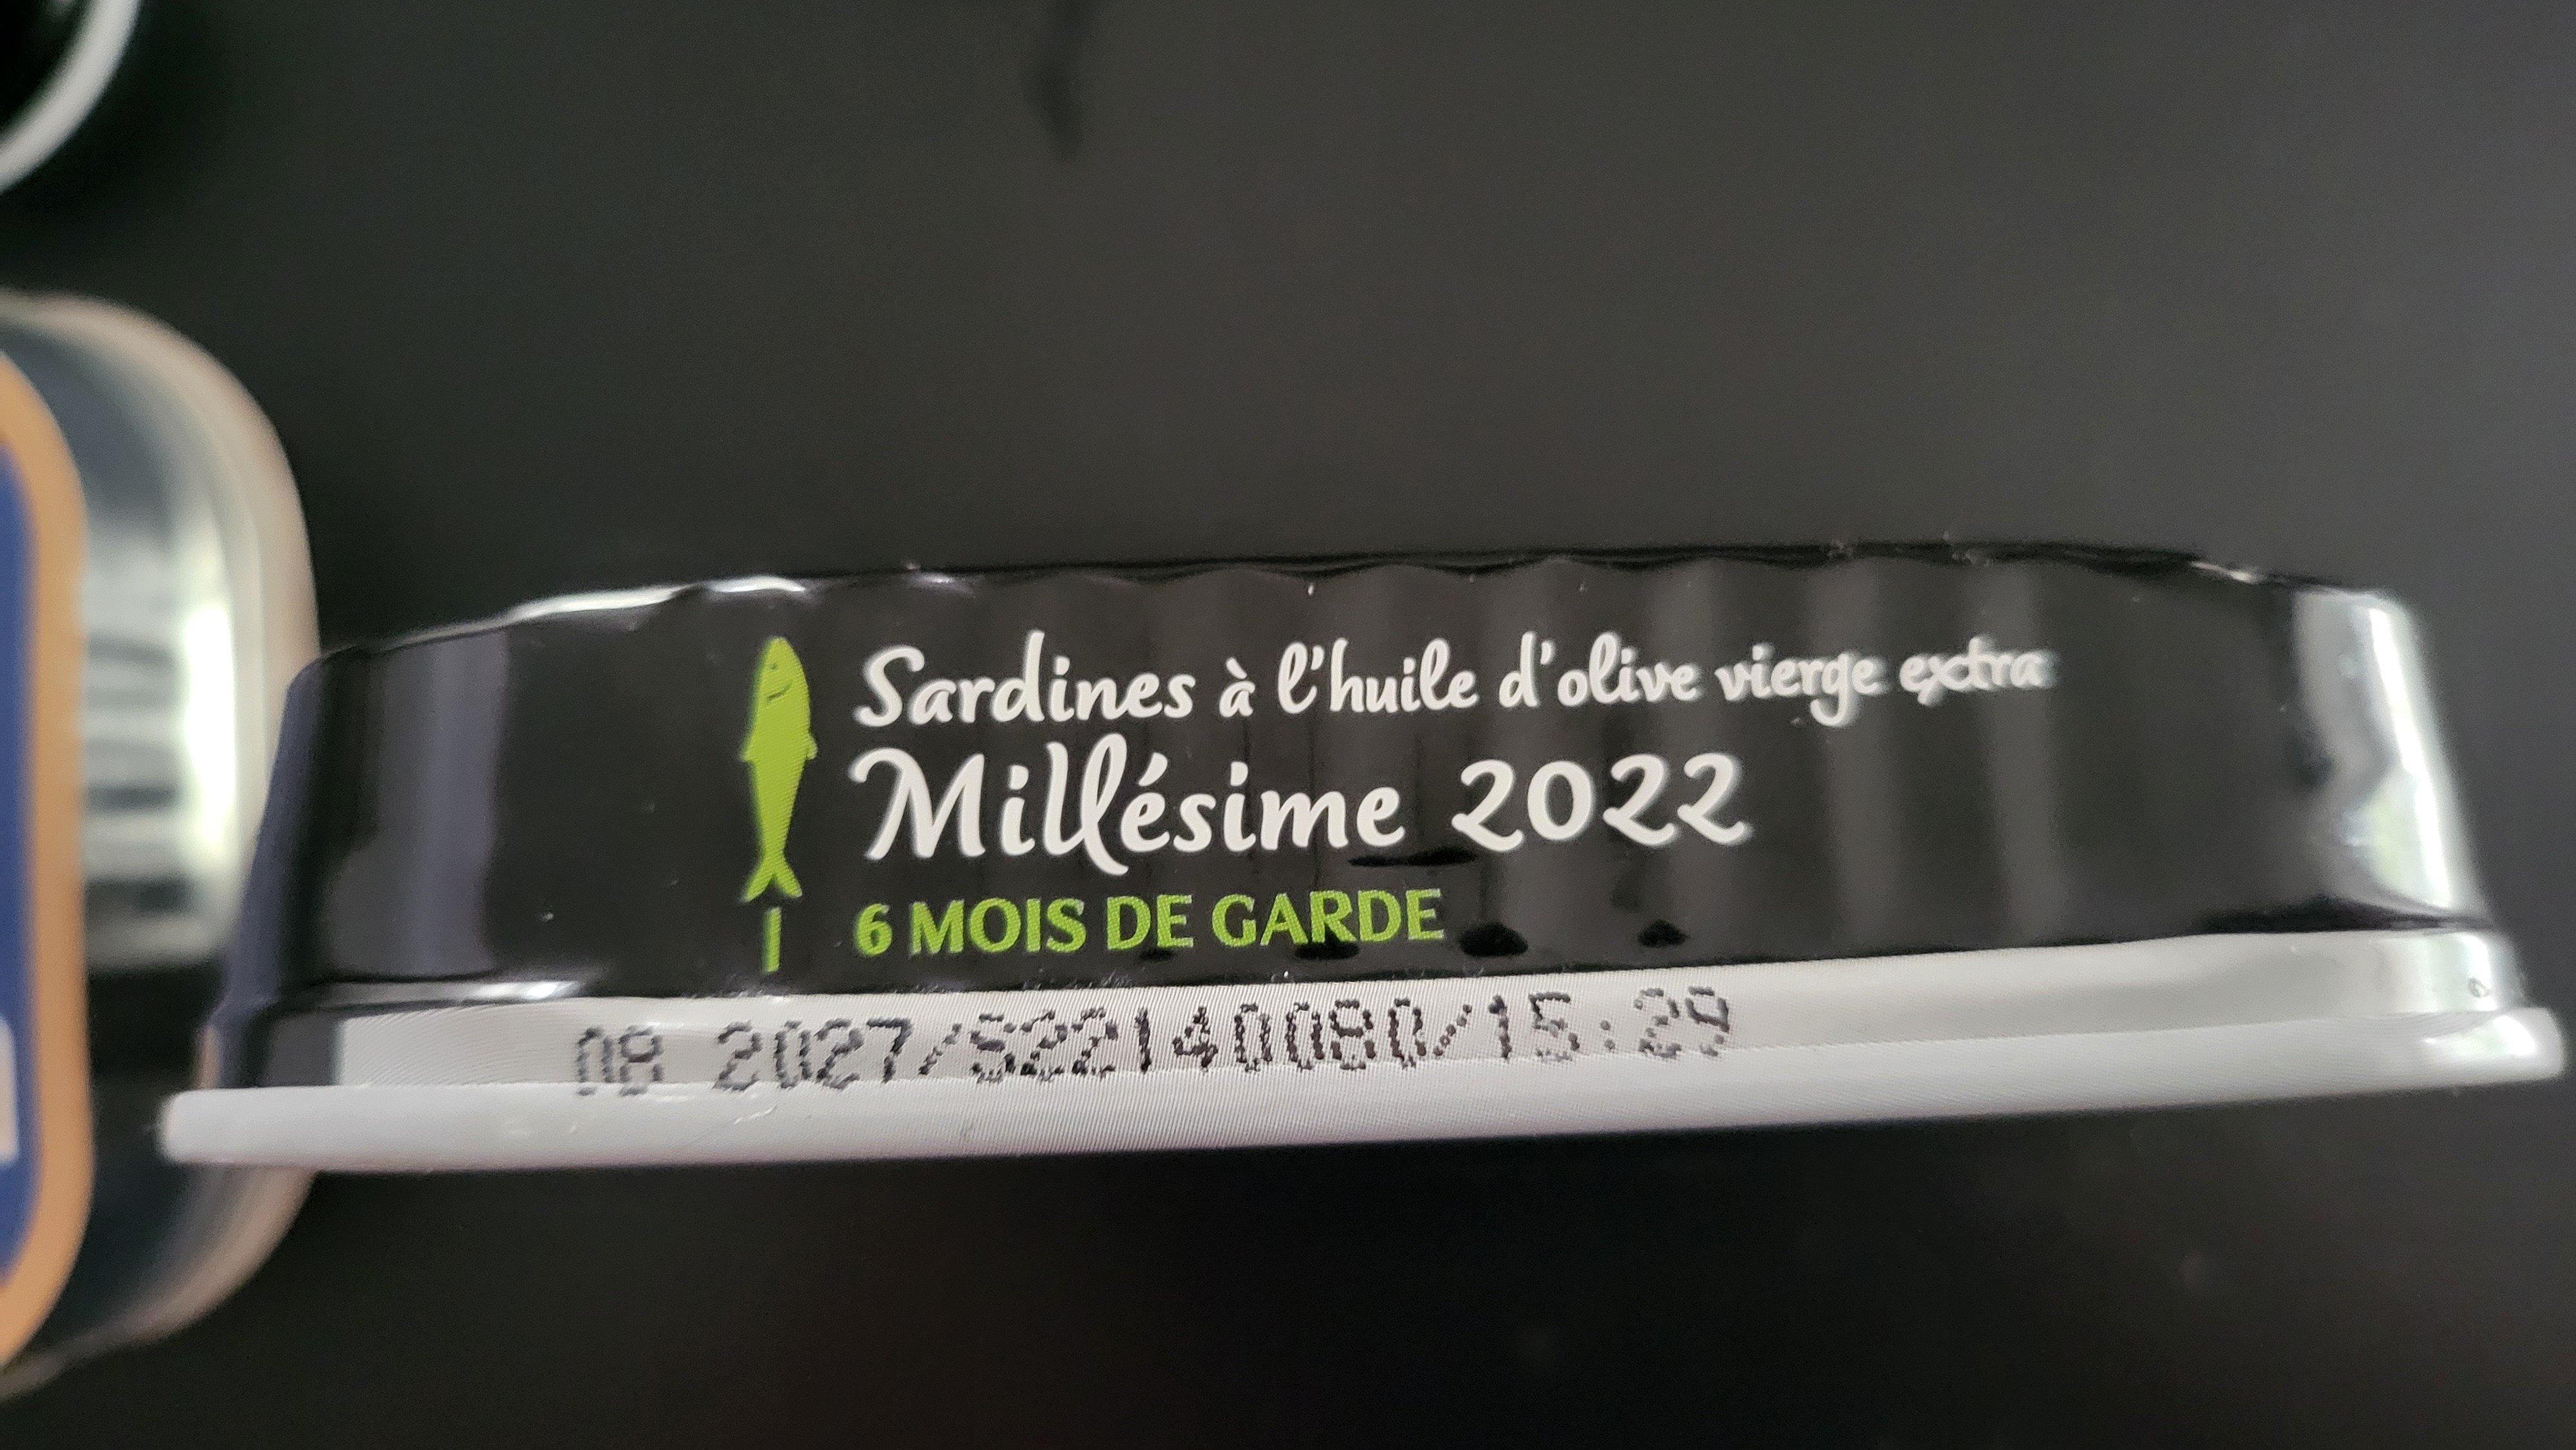 Sardines à l'huile d'olive vierge extra
Millésime 2022
6 MOIS DE GARDE
08 2027/S22140080/15:29